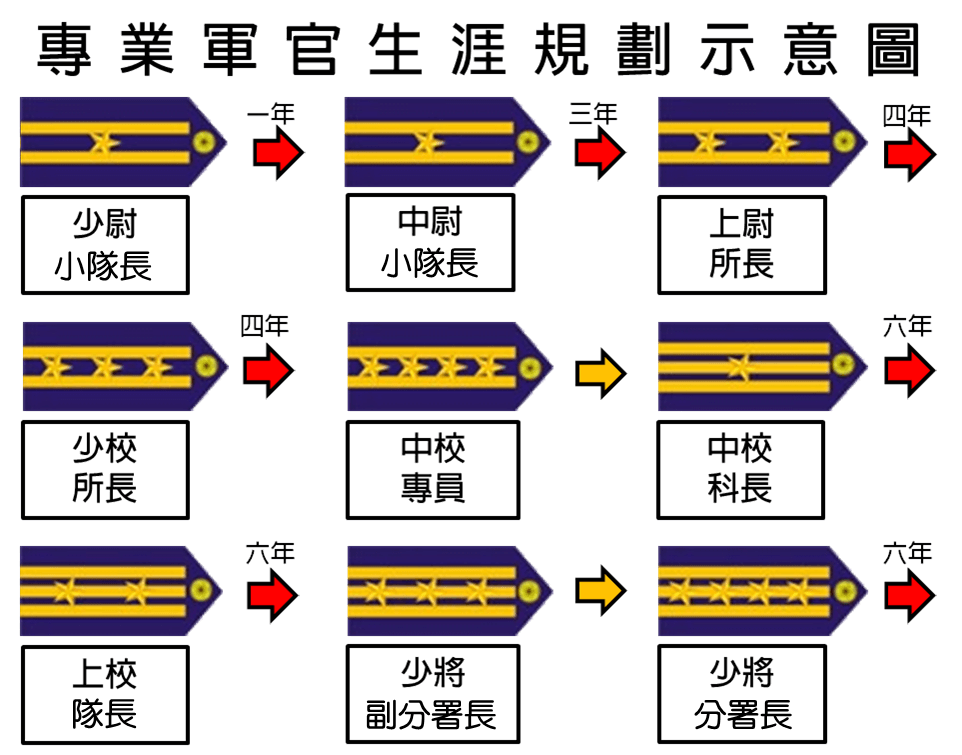 專業軍官生涯規劃示意圖
一年
三年
四年
少尉
小隊長
中尉
小隊長
上尉
所長
四年
六年
少校
所長
中校
專員
中校
科長
六年
六年
上校
隊長
少將
副分署長
少將
分署長